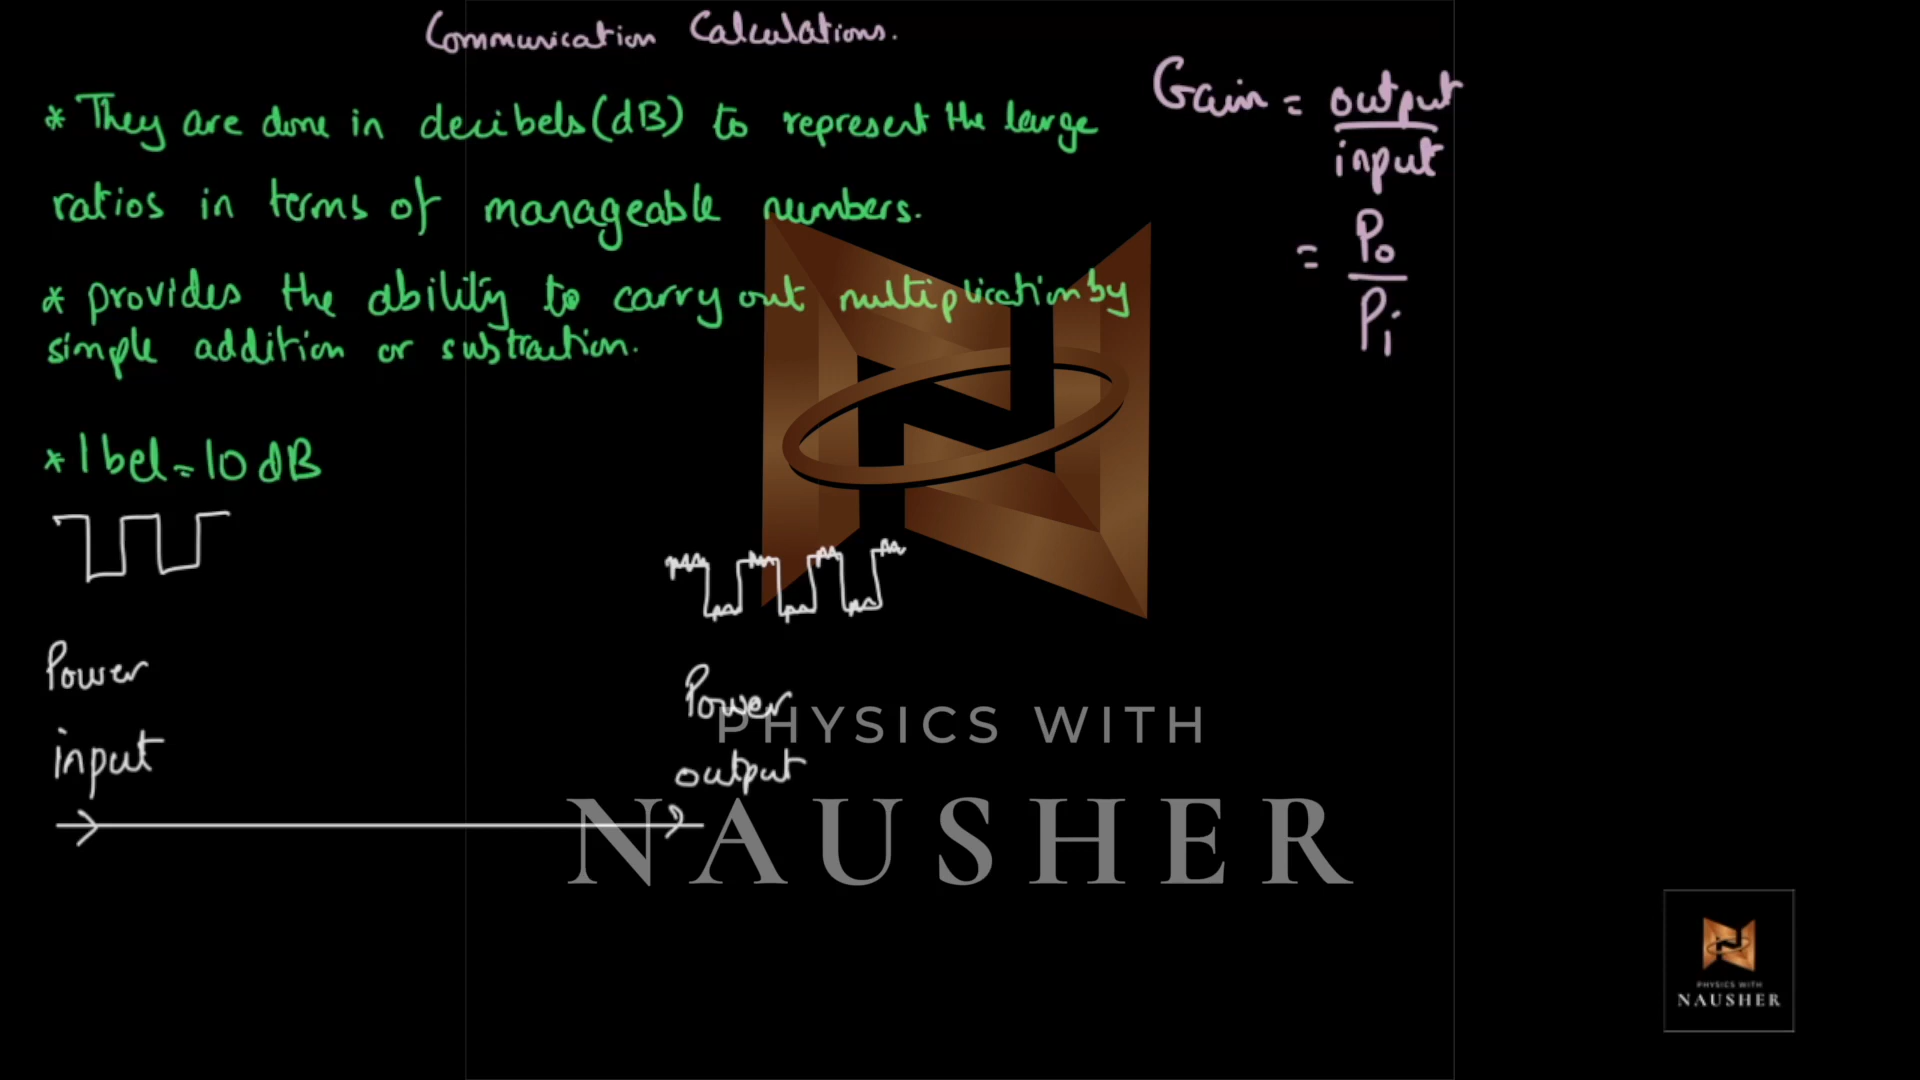 Communication Calculations.
* They are done in decibels (dB) to represent the large
ratios in terms of manageable numbers.
* provides the ability to carry out multiplication by
simple addition or subtraction.
* 1 bel = 10 dB
Gain = output
input
= Po
Pi
Power
input
Power
output
PHYSICS WITH
NAUSHER
PHYSICS WITH
NAUSHER